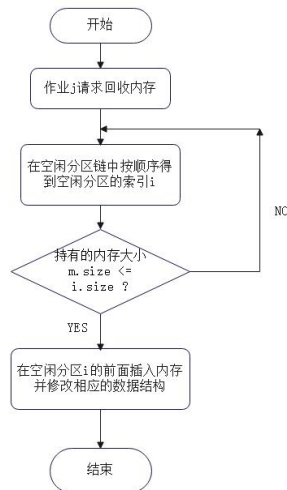 开始
作业j请求回收内存
在空闲分区链中按顺序得
到空闲分区的索引i
持有的内存大小
m.size <=
i.size ?
NO
YES
在空闲分区i的前面插入内存
并修改相应的数据结构
结束